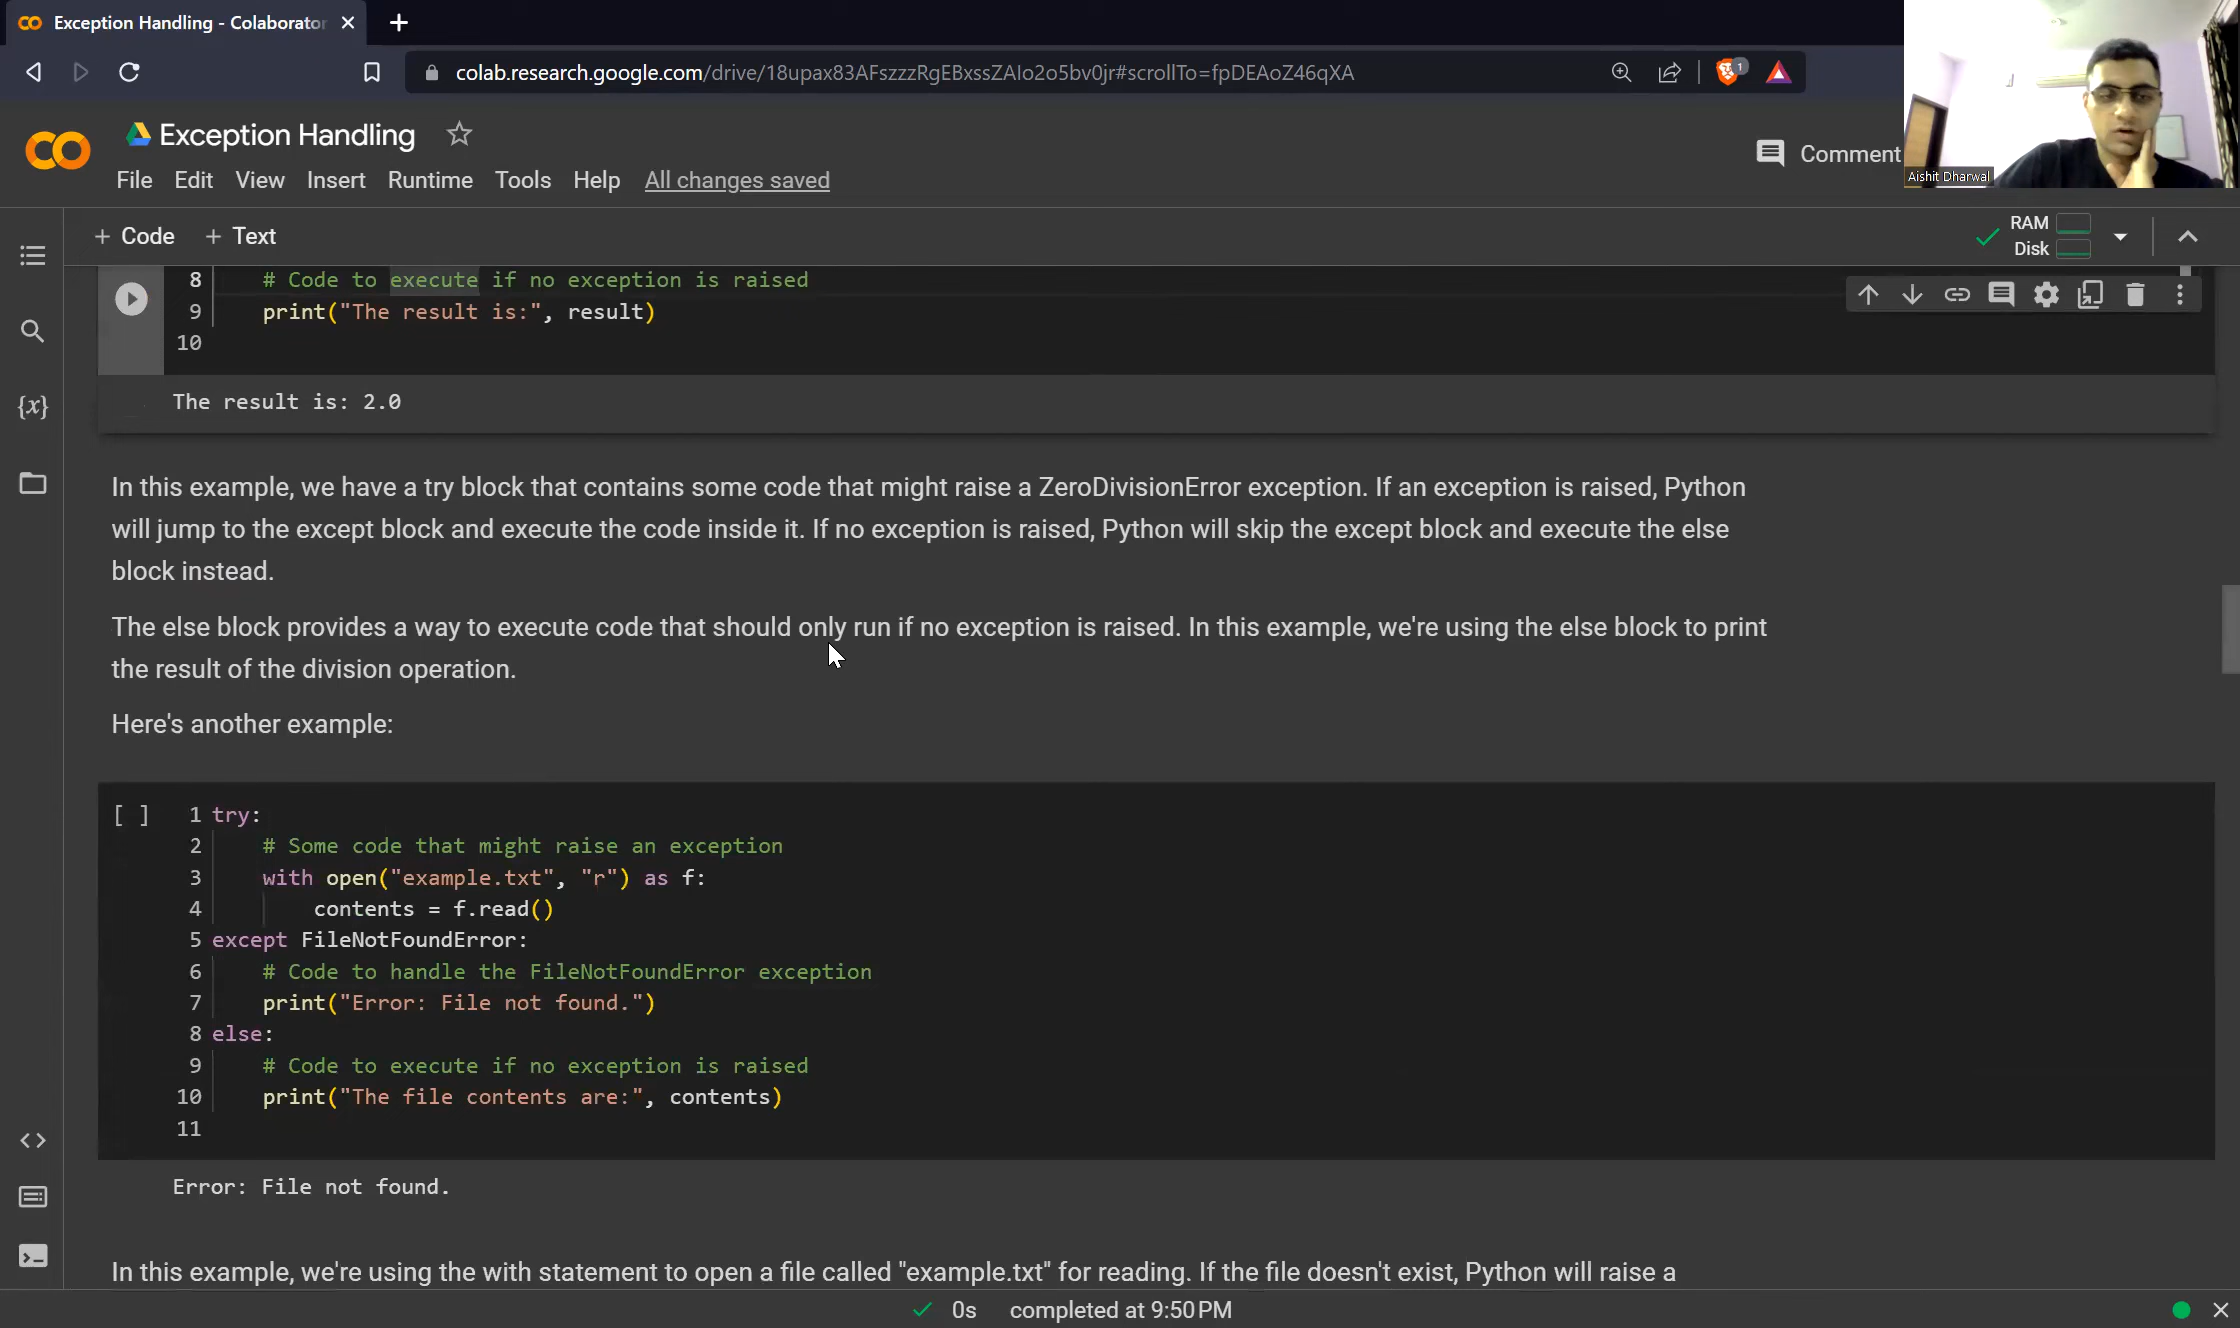 Exception Handling - Colaborator
colab.research.google.com/drive/18upax83AFszzzRgEBxssZAIo2o5bv0jr#scrollTo=fpDEAoZ46qXA
1
Exception Handling
File Edit View Insert Runtime Tools Help All changes saved
Comment
Aishit Dharwal
+ Code + Text
RAM
Disk
8 # Code to execute if no exception is raised
9 print("The result is:", result)
10
{x}
The result is: 2.0
In this example, we have a try block that contains some code that might raise a ZeroDivisionError exception. If an exception is raised, Python
will jump to the except block and execute the code inside it. If no exception is raised, Python will skip the except block and execute the else
block instead.
The else block provides a way to execute code that should only run if no exception is raised. In this example, we're using the else block to print
the result of the division operation.
Here's another example:
[ ] 1 try:
2 # Some code that might raise an exception
3 with open("example.txt", "r") as f:
4 contents = f.read()
5 except FileNotFoundError:
6 # Code to handle the FileNotFoundError exception
7 print("Error: File not found.")
8 else:
9 # Code to execute if no exception is raised
10 print("The file contents are:", contents)
11
Error: File not found.
In this example, we're using the with statement to open a file called "example.txt" for reading. If the file doesn't exist, Python will raise a
0s completed at 9:50 PM